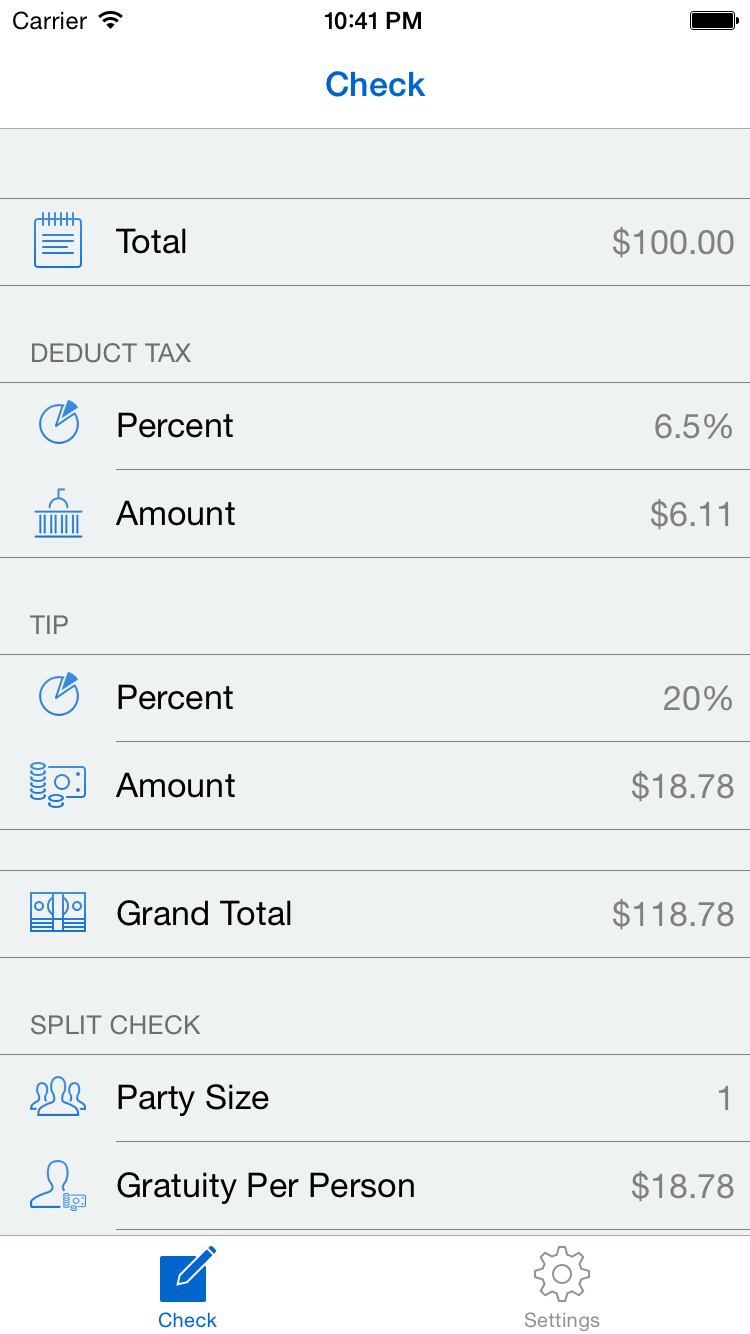 Carrier 10:41 PM
Check
Total $100.00
DEDUCT TAX
Percent 6.5%
Amount $6.11
TIP
Percent 20%
Amount $18.78
Grand Total $118.78
SPLIT CHECK
Party Size 1
Gratuity Per Person $18.78
Check Settings